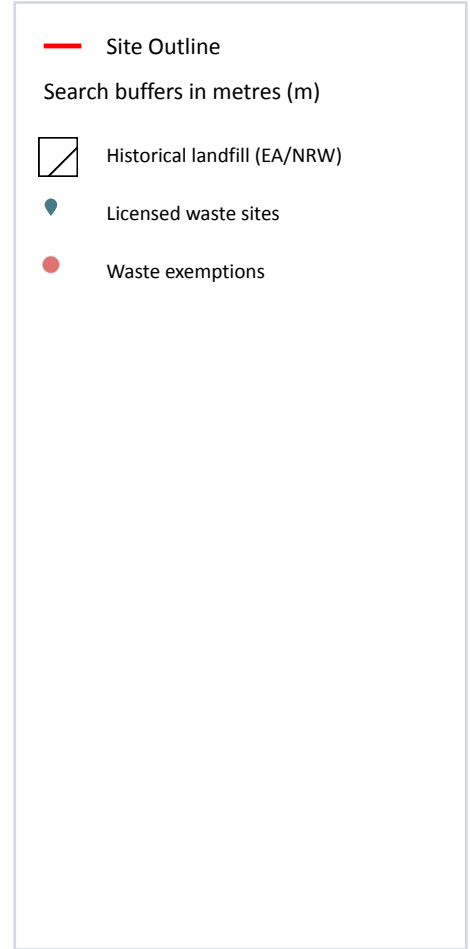 Site Outline
Search buffers in metres (m)
Historical landfill (EA/NRW)
Licensed waste sites
Waste exemptions